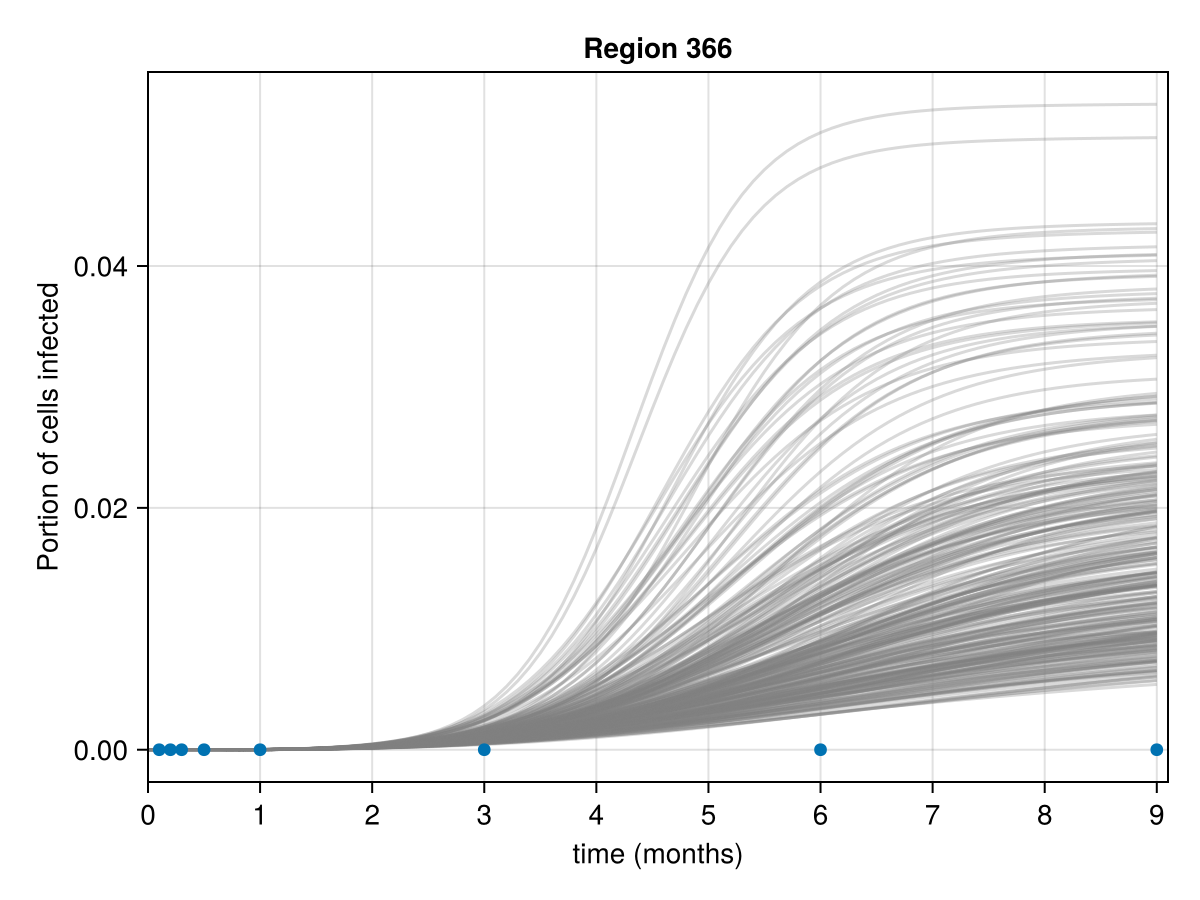 Region 366
Portion of cells infected
0.04
0.02
0.00
0 1 2 3 4 5 6 7 8 9
time (months)